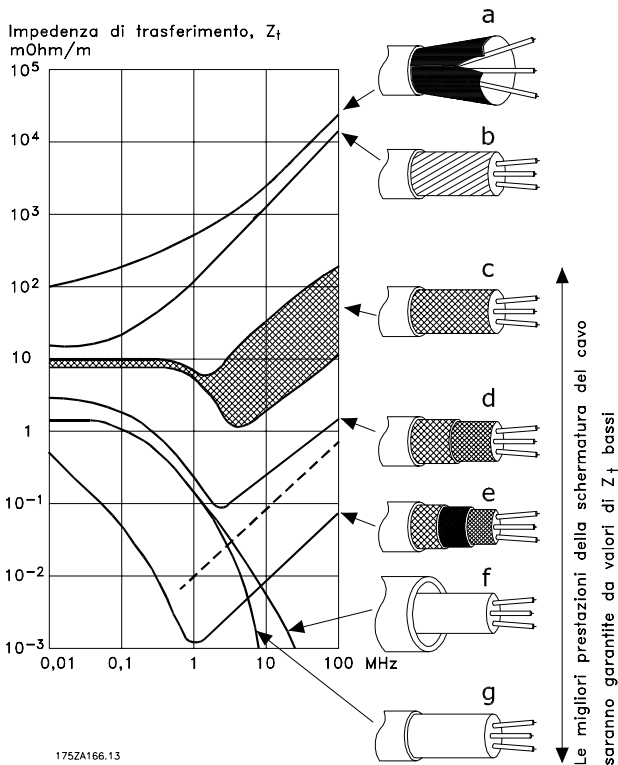 Impedenza di trasferimento, Zt
mOhm/m
10⁵
10⁴
10³
10²
10
1
10⁻¹
10⁻²
10⁻³
0,01 0,1 1 10 100 MHz
a
b
c
d
e
f
g
Le migliori prestazioni della schermatura del cavo
saranno garantite da valori di Zt bassi
175ZA166.13